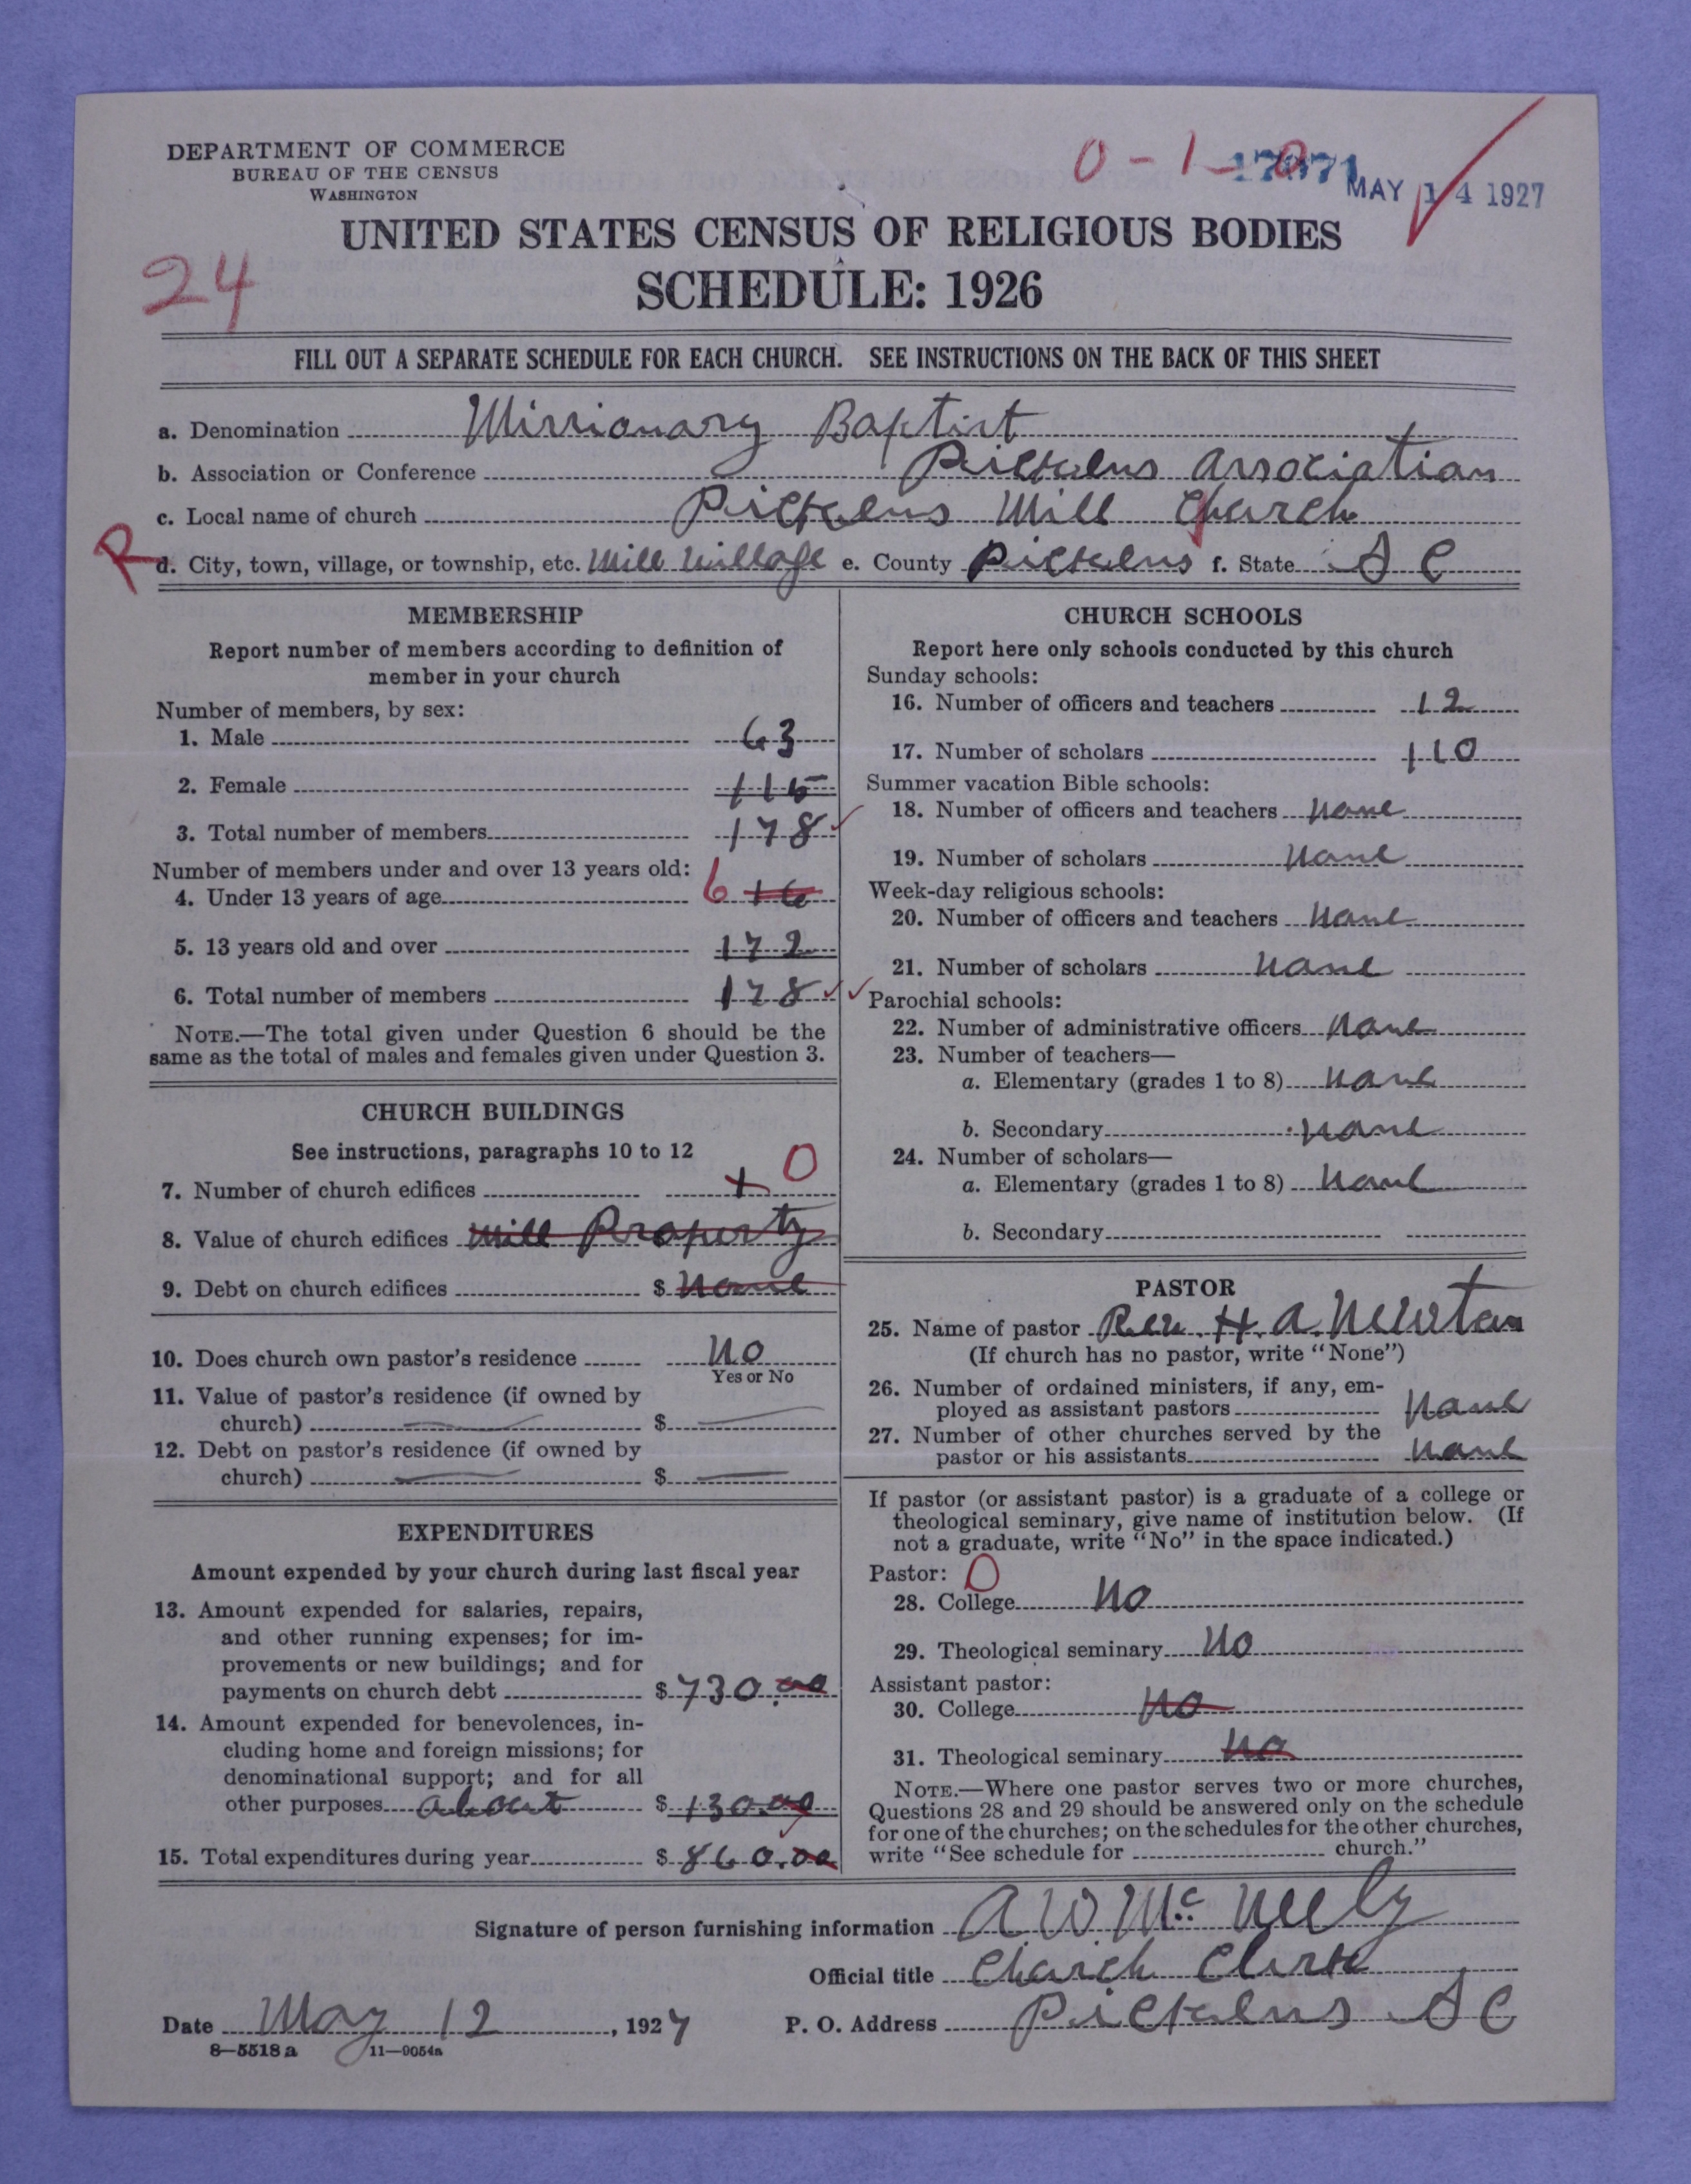 DEPARTMENT OF COMMERCE
BUREAU OF THE CENSUS
WASHINGTON
0-1-0
MAY 14 1927
UNITED STATES CENSUS OF RELIGIOUS BODIES
24
SCHEDULE: 1926
FILL OUT A SEPARATE SCHEDULE FOR EACH CHURCH. SEE INSTRUCTIONS ON THE BACK OF THIS SHEET
a. Denomination Missionary Baptist
b. Association or Conference Pickens Association
c. Local name of church Pickens Mill Church
R
d. City, town, village, or township, etc. Mill Village e. County Pickens f. State S C
MEMBERSHIP
Report number of members according to definition of
member in your church
Number of members, by sex:
1. Male 63
2. Female 115
3. Total number of members 178
Number of members under and over 13 years old:
4. Under 13 years of age 6 16
5. 13 years old and over 172
6. Total number of members 178
NOTE.—The total given under Question 6 should be the
same as the total of males and females given under Question 3.
CHURCH BUILDINGS
See instructions, paragraphs 10 to 12
7. Number of church edifices 0
8. Value of church edifices Mill Property
9. Debt on church edifices $ None
10. Does church own pastor's residence No
Yes or No
11. Value of pastor's residence (if owned by
church) $
12. Debt on pastor's residence (if owned by
church) $
EXPENDITURES
Amount expended by your church during last fiscal year
13. Amount expended for salaries, repairs,
and other running expenses; for im-
provements or new buildings; and for
payments on church debt $ 730.00
14. Amount expended for benevolences, in-
cluding home and foreign missions; for
denominational support; and for all
other purposes about $ 130.00
15. Total expenditures during year $ 860.00
CHURCH SCHOOLS
Report here only schools conducted by this church
Sunday schools:
16. Number of officers and teachers 12
17. Number of scholars 110
Summer vacation Bible schools:
18. Number of officers and teachers None
19. Number of scholars None
Week-day religious schools:
20. Number of officers and teachers None
21. Number of scholars None
Parochial schools:
22. Number of administrative officers None
23. Number of teachers—
a. Elementary (grades 1 to 8) None
b. Secondary None
24. Number of scholars—
a. Elementary (grades 1 to 8) None
b. Secondary
PASTOR
25. Name of pastor Rev. H. A. Newton
(If church has no pastor, write "None")
26. Number of ordained ministers, if any, em-
ployed as assistant pastors None
27. Number of other churches served by the
pastor or his assistants None
If pastor (or assistant pastor) is a graduate of a college or
theological seminary, give name of institution below. (If
not a graduate, write "No" in the space indicated.)
Pastor: 0
28. College No
29. Theological seminary No
Assistant pastor:
30. College No
31. Theological seminary No
NOTE.—Where one pastor serves two or more churches,
Questions 28 and 29 should be answered only on the schedule
for one of the churches; on the schedules for the other churches,
write "See schedule for church."
Signature of person furnishing information A. W. McNeely
Official title Church Clerk
Date May 12, 1927 P. O. Address Pickens S C
8—5518 a 11—9054a